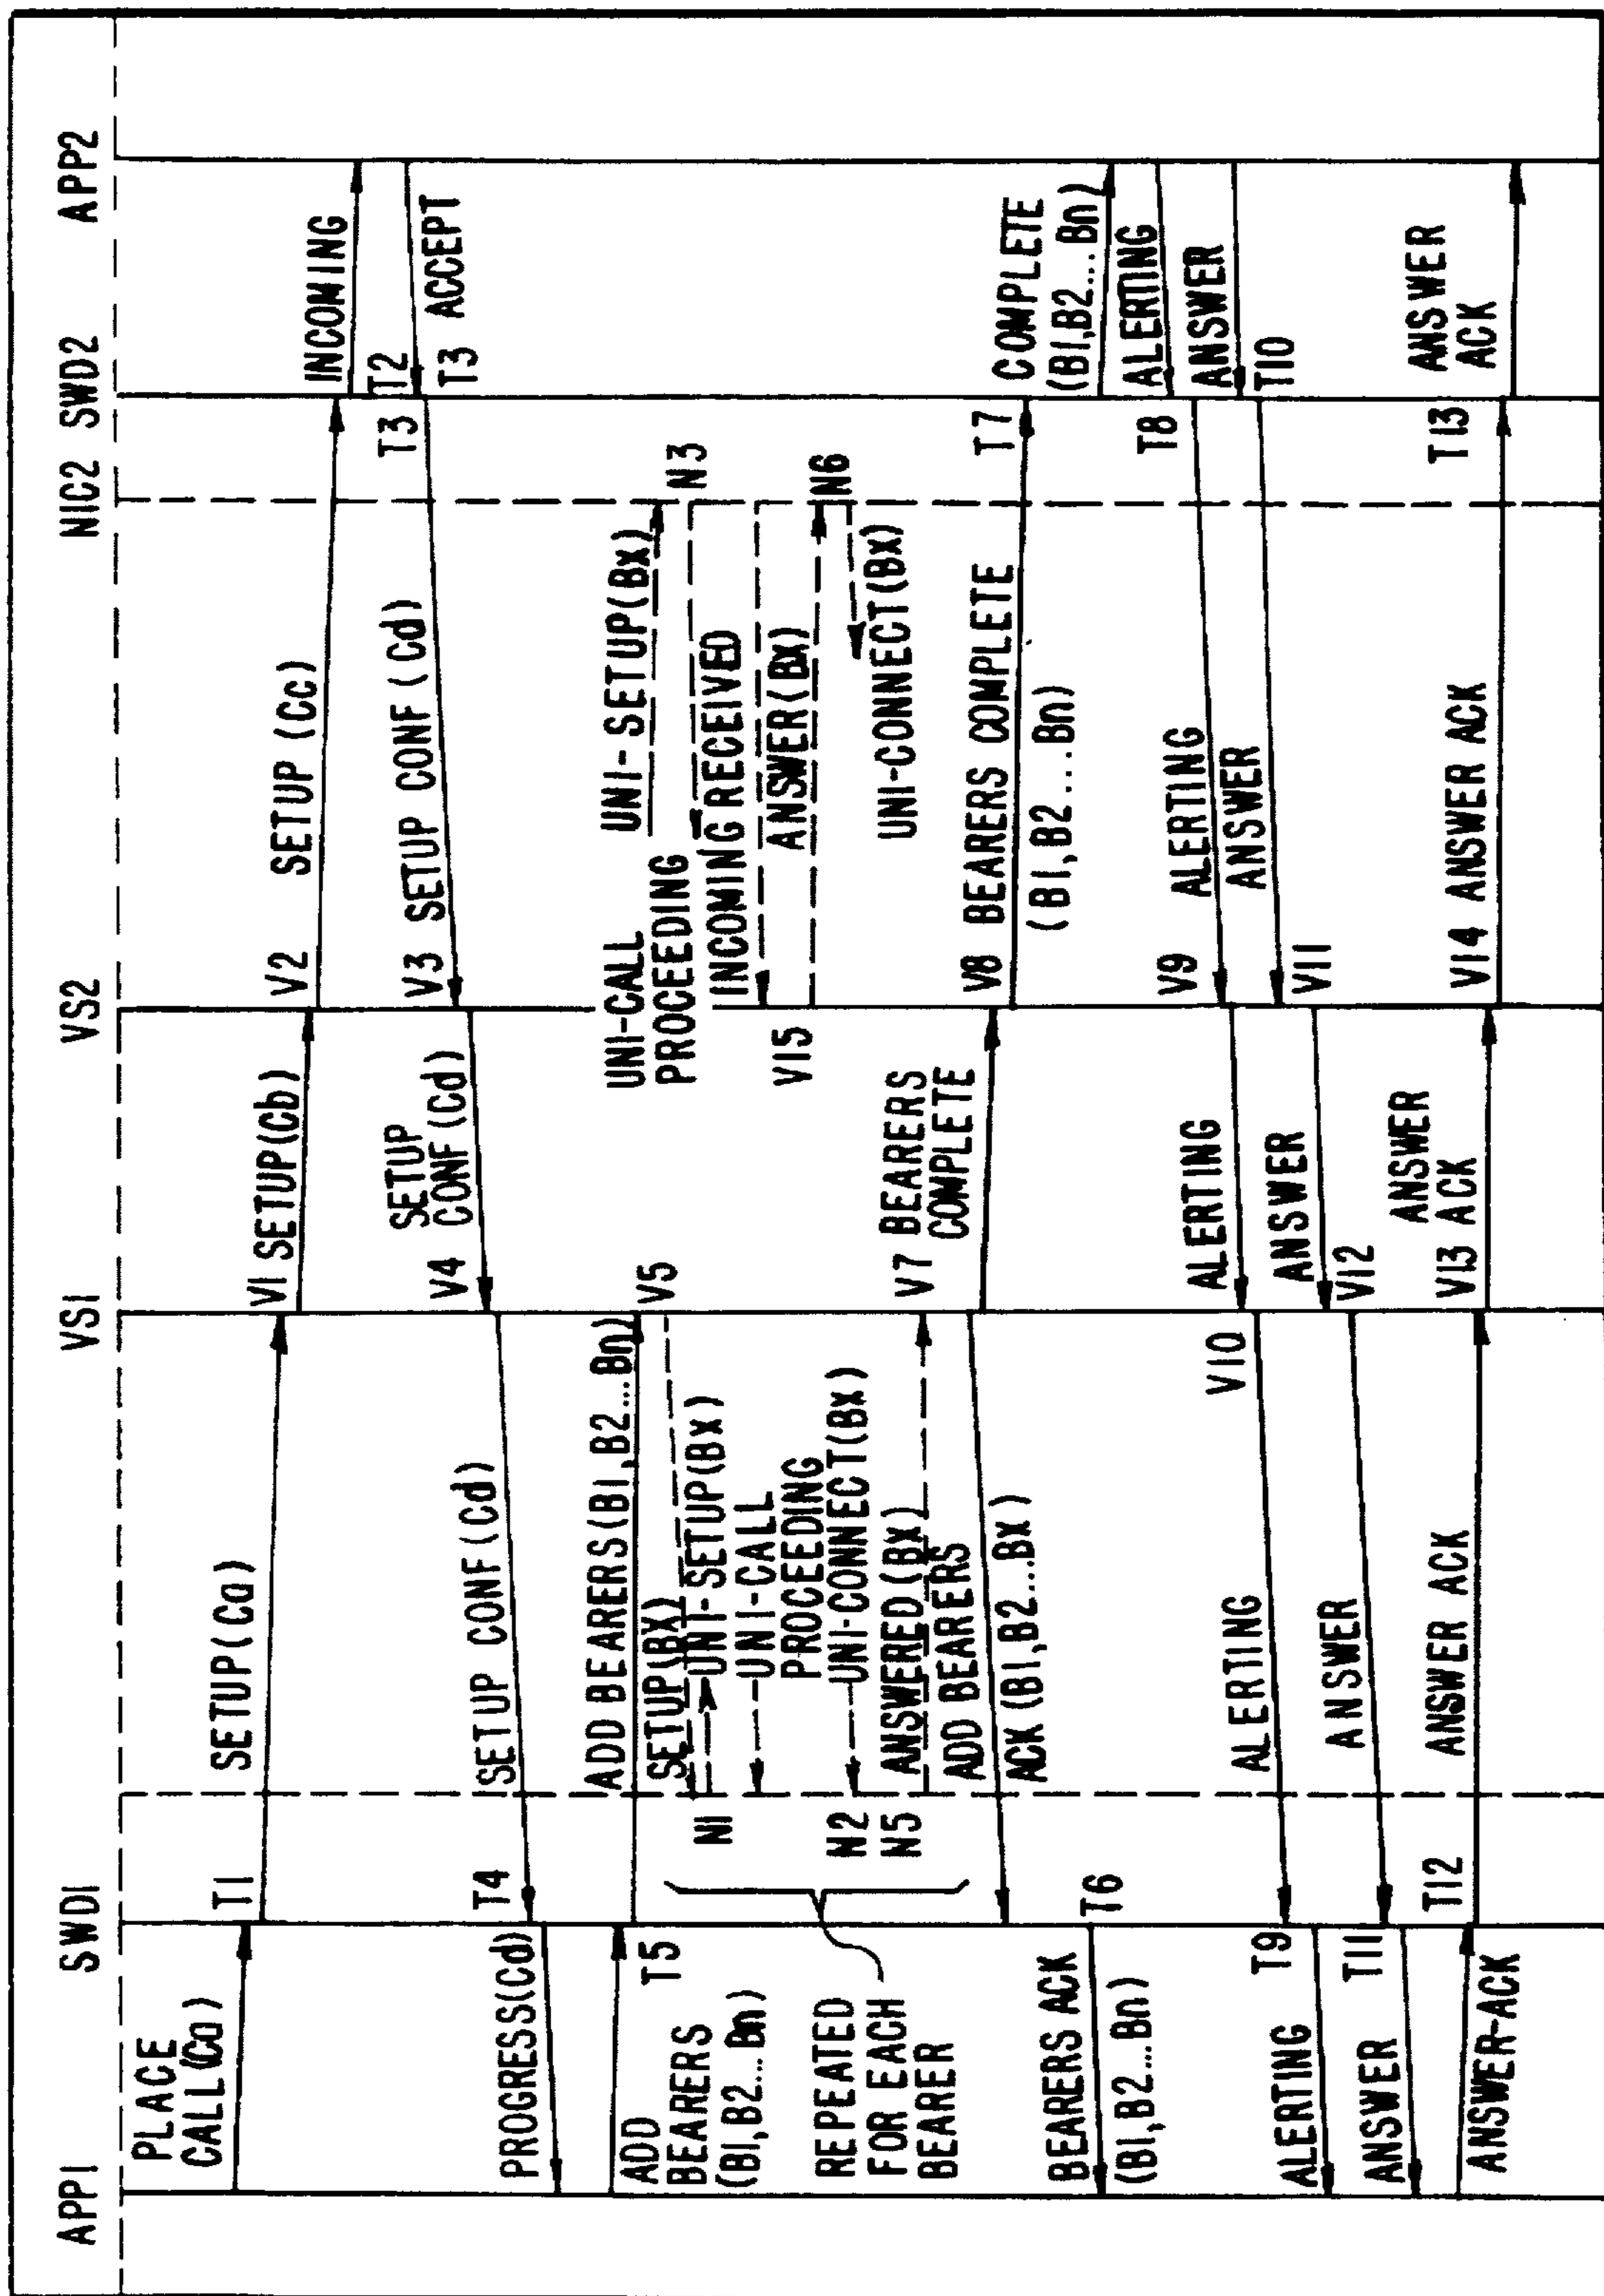 APP1
SWD1
VS1
VS2
NIC2
SWD2
APP2
PLACE
CALL(Ca)
T1
SETUP(Ca)
V1 SETUP(Cb)
V2
SETUP (Cc)
INCOMING
T2
T3
ACCEPT
T3
V3
SETUP CONF (Cd)
V4
SETUP
CONF (Cd)
SETUP CONF (Cd)
T4
PROGRESS(Cd)
ADD
BEARERS
(B1,B2...Bn)
T5
ADD BEARERS(B1,B2...Bn)
V5
SETUP(BX)
N1
UNI-SETUP(BX)
UNI-CALL
PROCEEDING
UNI-CONNECT(BX)
N2
N5
ANSWERED(BX)
REPEATED
FOR EACH
BEARER
UNI-SETUP(BX)
N3
UNI-CALL
PROCEEDING
INCOMING RECEIVED
V15
ANSWER(BX)
N6
UNI-CONNECT(BX)
V7 BEARERS
COMPLETE
V8 BEARERS COMPLETE
(B1,B2...Bn)
T7
COMPLETE
(B1,B2...Bn)
ADD BEARERS
ACK (B1,B2...BX)
T6
BEARERS ACK
(B1,B2...Bn)
ALERTING
T8
ALERTING
V9
ALERTING
V10
ALERTING
T9
ALERTING
ANSWER
T10
ANSWER
V11
ANSWER
V12
ANSWER
T11
ANSWER
ANSWER-ACK
T12
ANSWER ACK
V13
ANSWER
ACK
V14 ANSWER ACK
T13
ANSWER
ACK